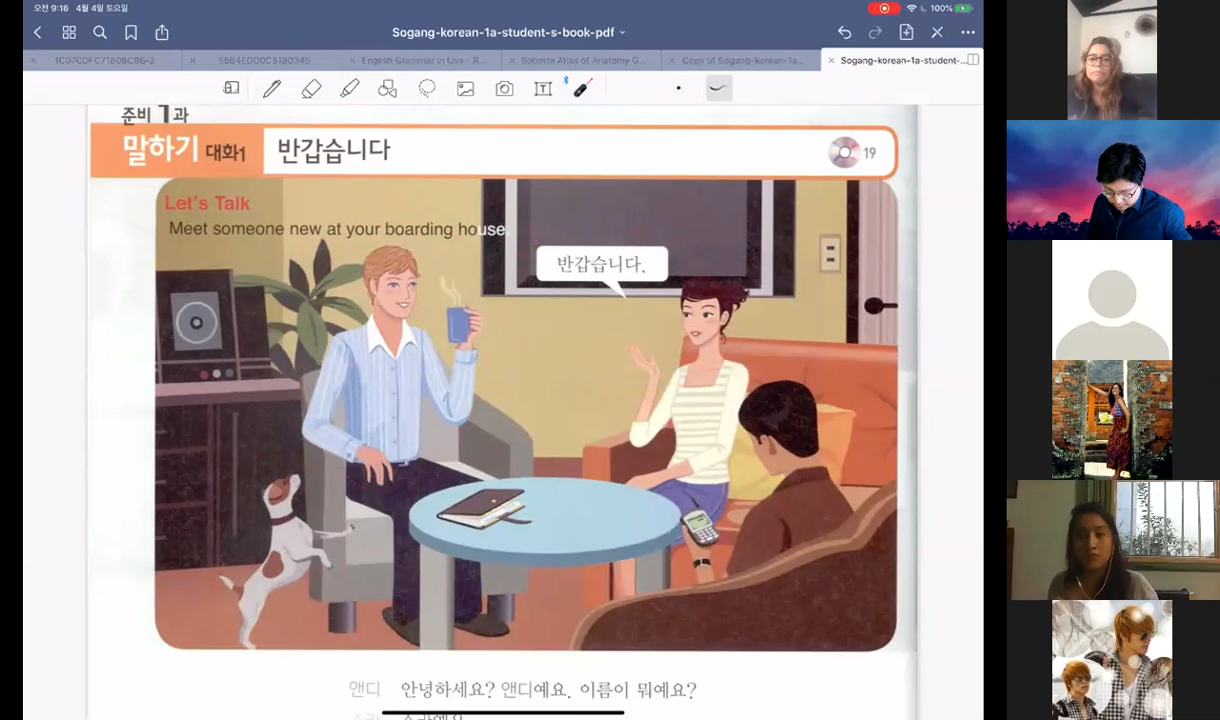 오전 9:16 4월 4일 토요일
100%
Sogang-korean-1a-student-s-book-pdf
English Grammar in Use - R...
Sobotta Atlas of Anatomy G...
Copy of Sogang-korean-1a...
Sogang-korean-1a-student-...
준비 1과
말하기 대화1 반갑습니다
19
Let's Talk
Meet someone new at your boarding house.
반갑습니다.
앤디 안녕하세요? 앤디예요. 이름이 뭐예요?